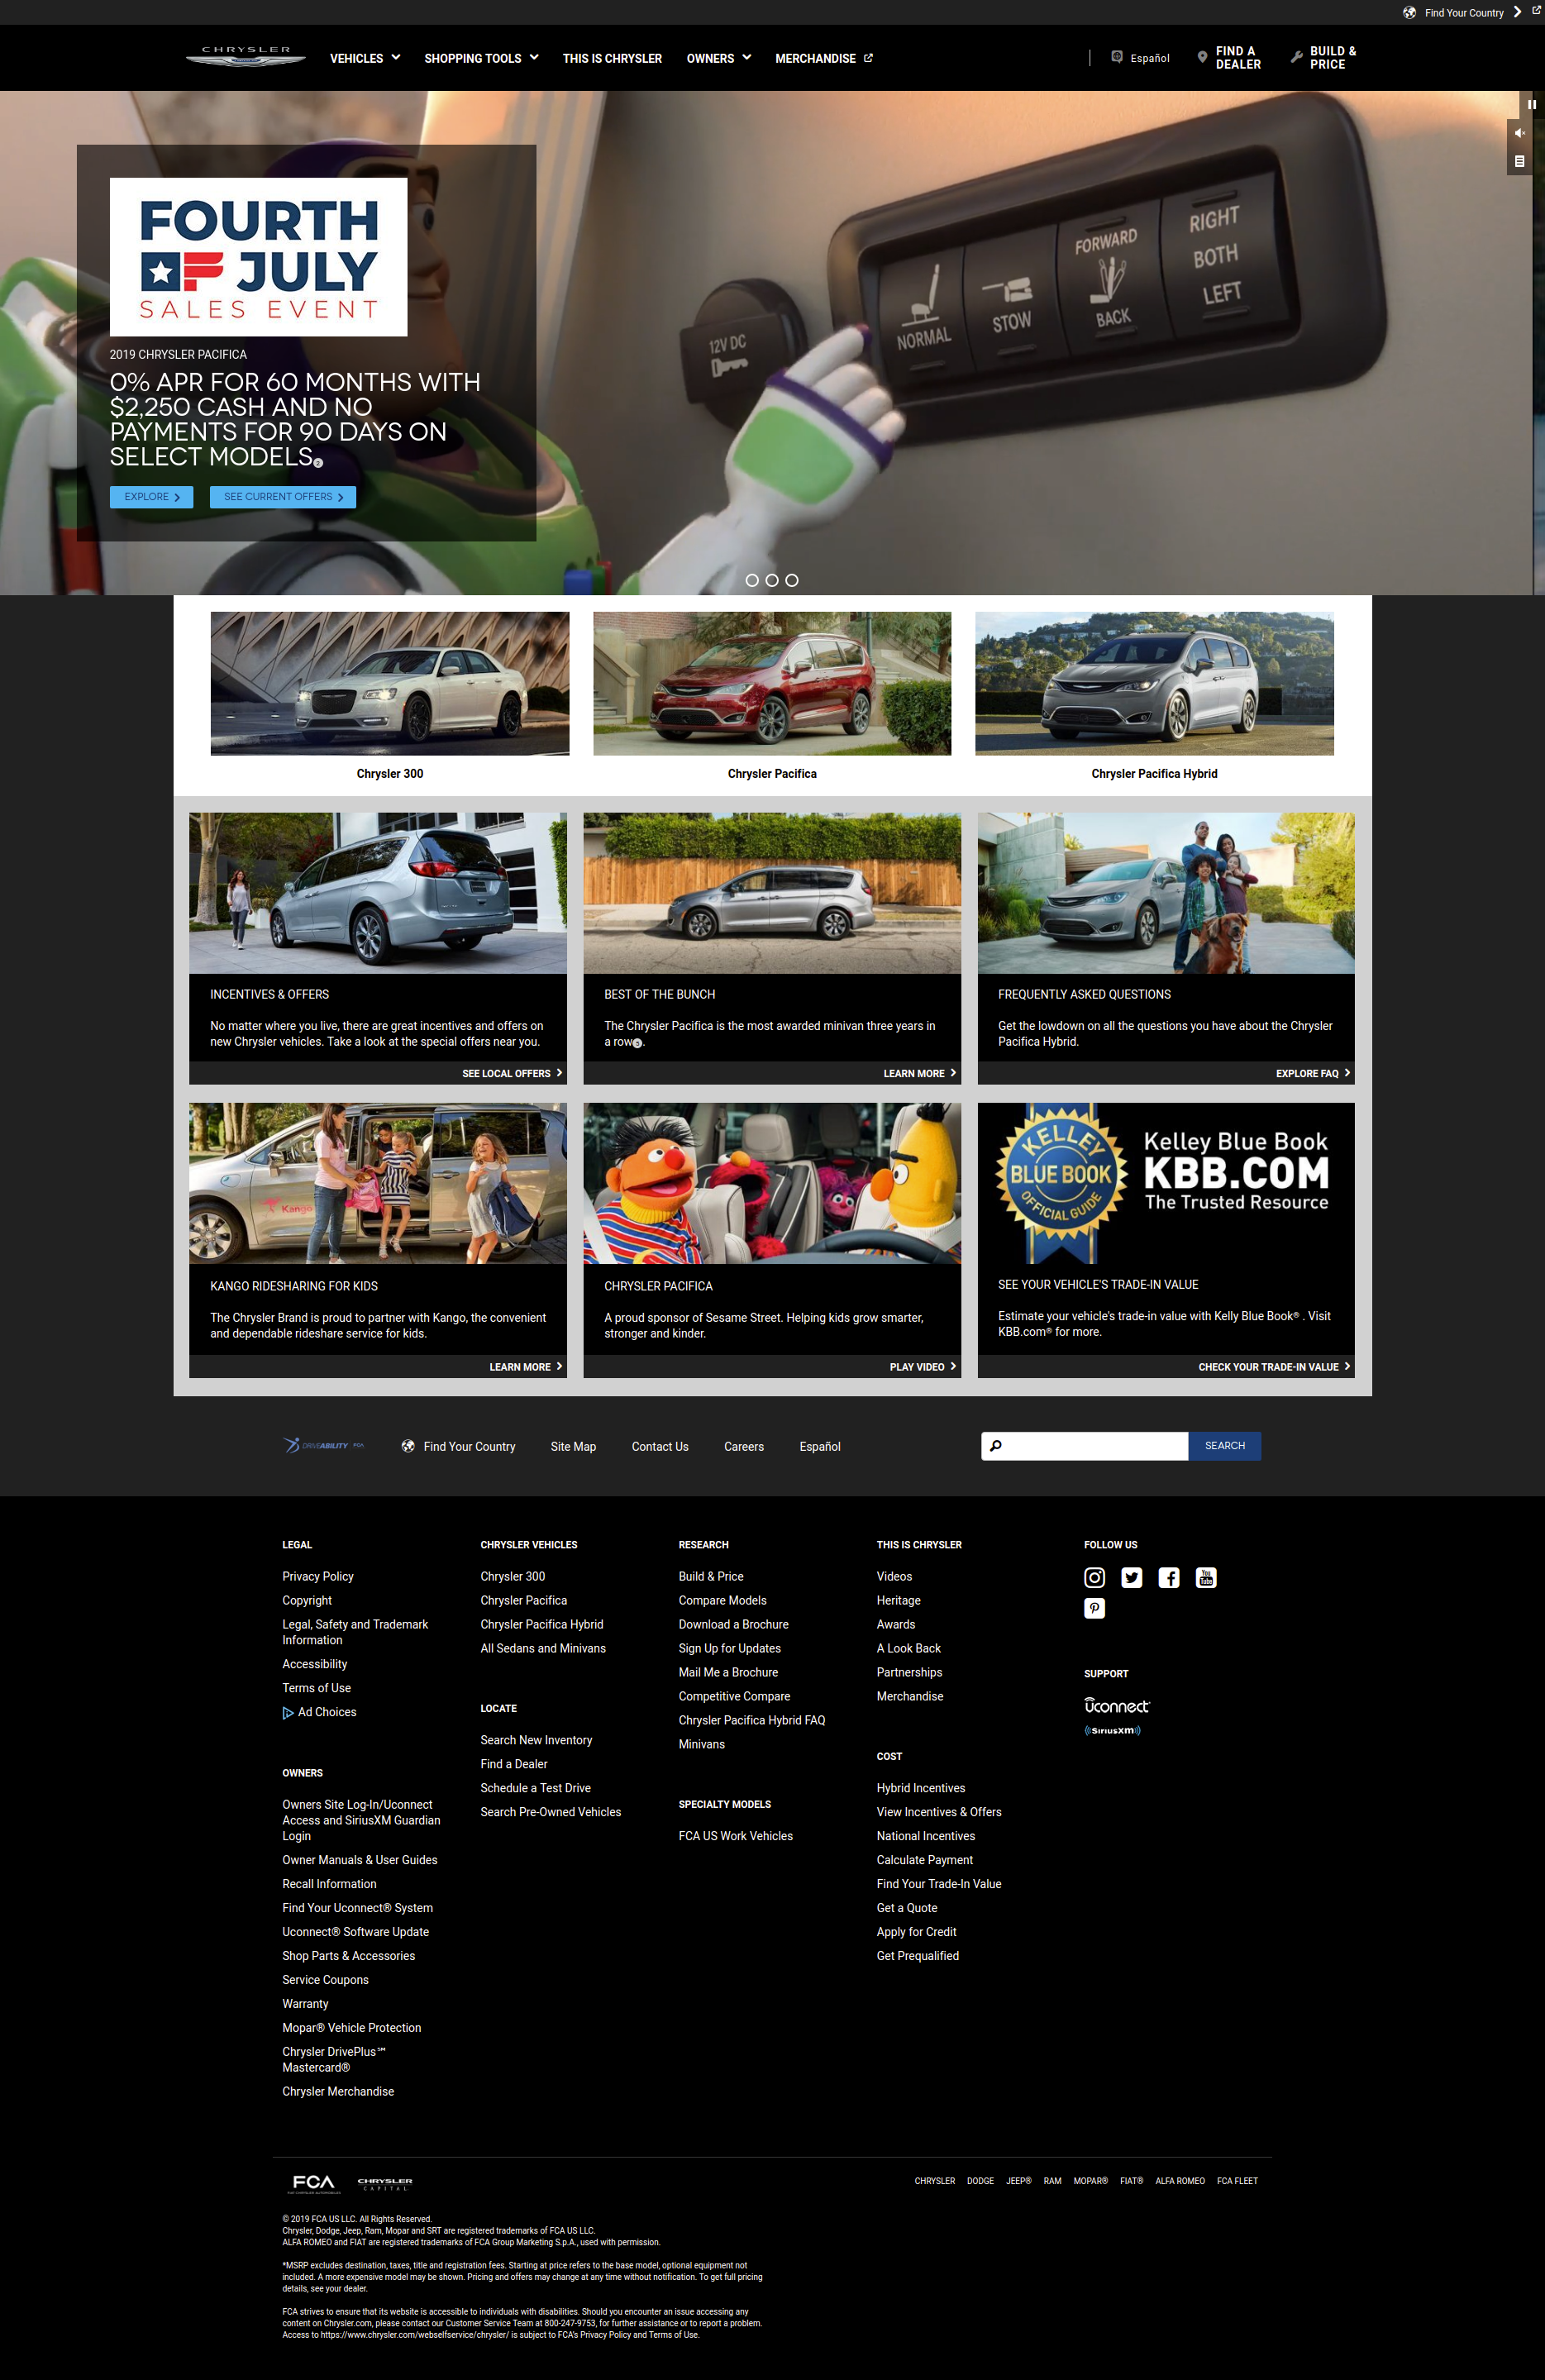 Find Your Country
CHRYSLER
VEHICLES
SHOPPING TOOLS
THIS IS CHRYSLER
OWNERS
MERCHANDISE
Español
FIND A
DEALER
BUILD &
PRICE
FOURTH
OF JULY
SALES EVENT
2019 CHRYSLER PACIFICA
0% APR FOR 60 MONTHS WITH
$2,250 CASH AND NO
PAYMENTS FOR 90 DAYS ON
SELECT MODELS
EXPLORE
SEE CURRENT OFFERS
12V DC
NORMAL
STOW
FORWARD
BACK
RIGHT
BOTH
LEFT
Chrysler 300
Chrysler Pacifica
Chrysler Pacifica Hybrid
INCENTIVES & OFFERS
No matter where you live, there are great incentives and offers on
new Chrysler vehicles. Take a look at the special offers near you.
SEE LOCAL OFFERS
BEST OF THE BUNCH
The Chrysler Pacifica is the most awarded minivan three years in
a row.
LEARN MORE
FREQUENTLY ASKED QUESTIONS
Get the lowdown on all the questions you have about the Chrysler
Pacifica Hybrid.
EXPLORE FAQ
Kango
KANGO RIDESHARING FOR KIDS
The Chrysler Brand is proud to partner with Kango, the convenient
and dependable rideshare service for kids.
LEARN MORE
CHRYSLER PACIFICA
A proud sponsor of Sesame Street. Helping kids grow smarter,
stronger and kinder.
PLAY VIDEO
KELLEY
BLUE BOOK
OFFICIAL GUIDE
Kelley Blue Book
KBB.COM
The Trusted Resource
SEE YOUR VEHICLE'S TRADE-IN VALUE
Estimate your vehicle's trade-in value with Kelly Blue Book® . Visit
KBB.com® for more.
CHECK YOUR TRADE-IN VALUE
DRIVEABILITY FCA
Find Your Country
Site Map
Contact Us
Careers
Español
SEARCH
LEGAL
Privacy Policy
Copyright
Legal, Safety and Trademark
Information
Accessibility
Terms of Use
Ad Choices
OWNERS
Owners Site Log-In/Uconnect
Access and SiriusXM Guardian
Login
Owner Manuals & User Guides
Recall Information
Find Your Uconnect® System
Uconnect® Software Update
Shop Parts & Accessories
Service Coupons
Warranty
Mopar® Vehicle Protection
Chrysler DrivePlus℠
Mastercard®
Chrysler Merchandise
CHRYSLER VEHICLES
Chrysler 300
Chrysler Pacifica
Chrysler Pacifica Hybrid
All Sedans and Minivans
LOCATE
Search New Inventory
Find a Dealer
Schedule a Test Drive
Search Pre-Owned Vehicles
RESEARCH
Build & Price
Compare Models
Download a Brochure
Sign Up for Updates
Mail Me a Brochure
Competitive Compare
Chrysler Pacifica Hybrid FAQ
Minivans
SPECIALTY MODELS
FCA US Work Vehicles
THIS IS CHRYSLER
Videos
Heritage
Awards
A Look Back
Partnerships
Merchandise
COST
Hybrid Incentives
View Incentives & Offers
National Incentives
Calculate Payment
Find Your Trade-In Value
Get a Quote
Apply for Credit
Get Prequalified
FOLLOW US
You
Tube
SUPPORT
uconnect
SiriusXM
FCA
CHRYSLER
CAPITAL
CHRYSLER
DODGE
JEEP®
RAM
MOPAR®
FIAT®
ALFA ROMEO
FCA FLEET
© 2019 FCA US LLC. All Rights Reserved.
Chrysler, Dodge, Jeep, Ram, Mopar and SRT are registered trademarks of FCA US LLC.
ALFA ROMEO and FIAT are registered trademarks of FCA Group Marketing S.p.A., used with permission.
*MSRP excludes destination, taxes, title and registration fees. Starting at price refers to the base model, optional equipment not
included. A more expensive model may be shown. Pricing and offers may change at any time without notification. To get full pricing
details, see your dealer.
FCA strives to ensure that its website is accessible to individuals with disabilities. Should you encounter an issue accessing any
content on Chrysler.com, please contact our Customer Service Team at 800-247-9753, for further assistance or to report a problem.
Access to https://www.chrysler.com/webselfservice/chrysler/ is subject to FCA's Privacy Policy and Terms of Use.